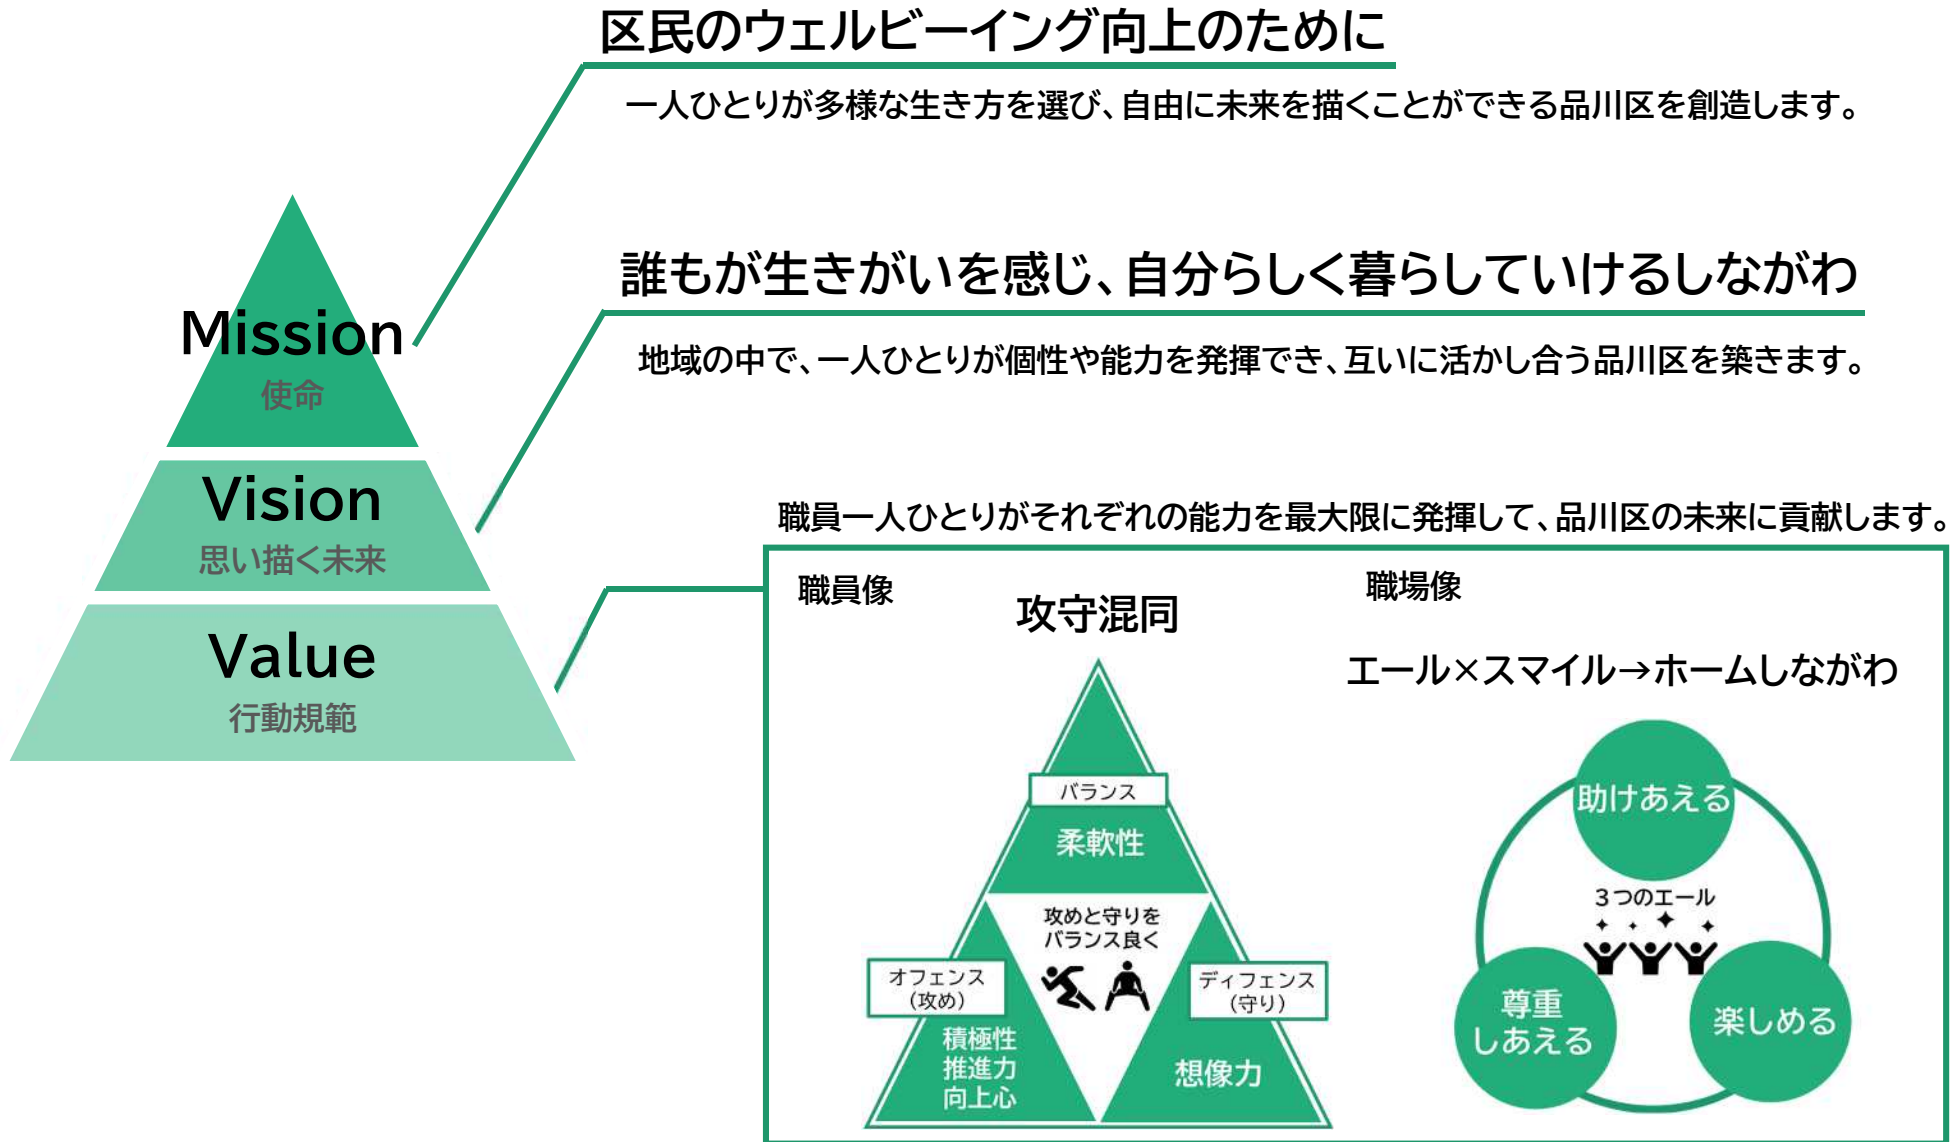 区民のウェルビーイング向上のために
一人ひとりが多様な生き方を選び、自由に未来を描くことができる品川区を創造します。
Mission
使命
誰もが生きがいを感じ、自分らしく暮らしていけるしながわ
地域の中で、一人ひとりが個性や能力を発揮でき、互いに活かし合う品川区を築きます。
Vision
思い描く未来
Value
行動規範
職員一人ひとりがそれぞれの能力を最大限に発揮して、品川区の未来に貢献します。
職員像
攻守混同
バランス
柔軟性
攻めと守りを
バランス良く
オフェンス
(攻め)
積極性
推進力
向上心
ディフェンス
(守り)
想像力
職場像
エール×スマイル→ホームしながわ
助けあえる
3つのエール
尊重
しあえる
楽しめる